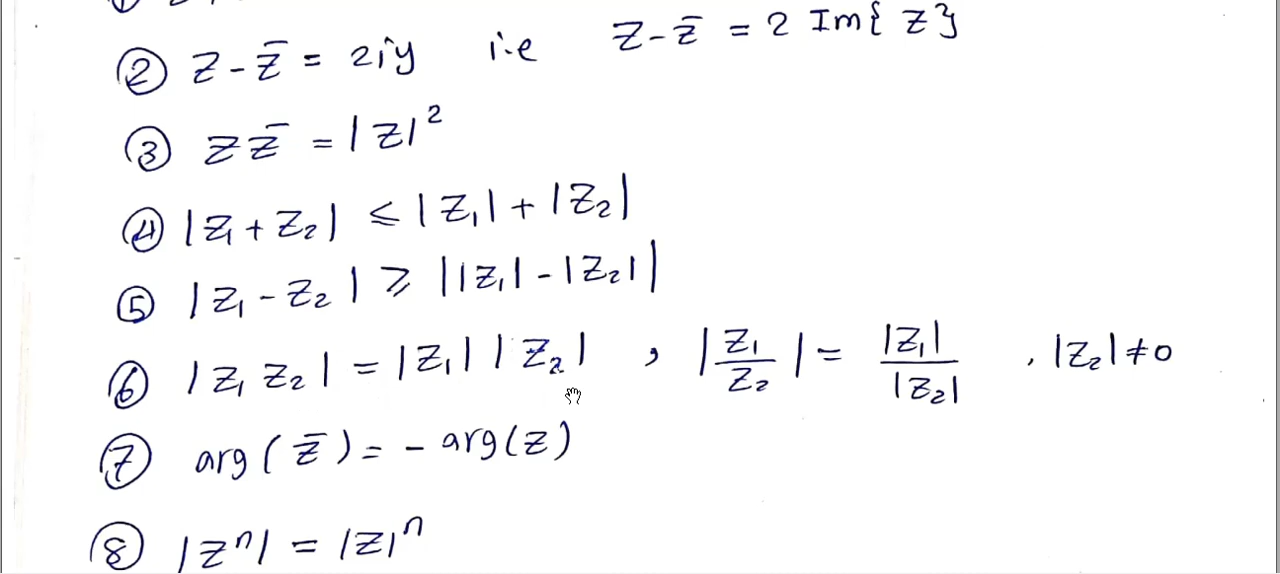 ② z - z̄ = 2iy i.e z - z̄ = 2 Im{ z }
③ z z̄ = |z|²
④ |z₁ + z₂| ⩽ |z₁| + |z₂|
⑤ |z₁ - z₂| ⩾ ||z₁| - |z₂||
⑥ |z₁ z₂| = |z₁| |z₂| , |z₁/z₂| = |z₁|/|z₂| , |z₂| ≠ 0
⑦ arg( z̄ ) = - arg(z)
⑧ |zⁿ| = |z|ⁿ